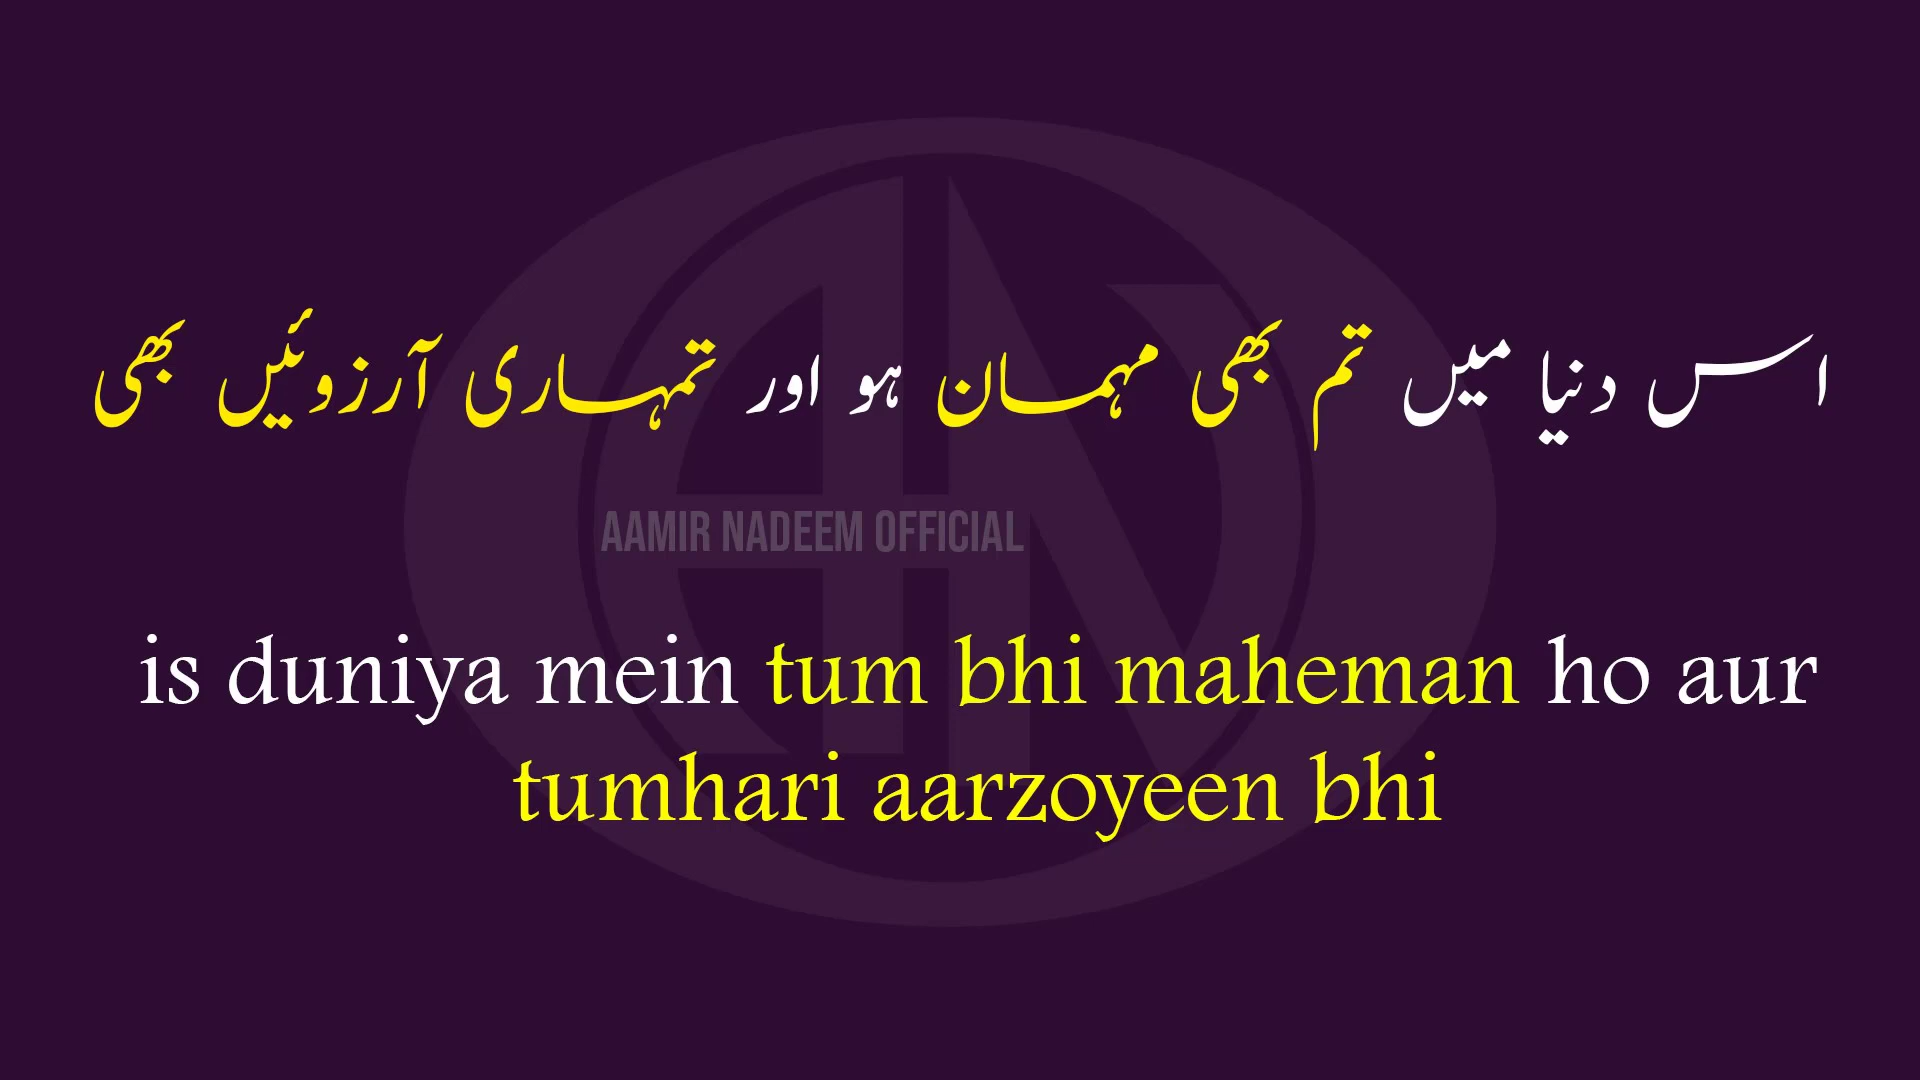 اس دنیا میں تم بھی مہمان ہو اور تمہاری آرزوئیں بھی
AAMIR NADEEM OFFICIAL
is duniya mein tum bhi maheman ho aur
tumhari aarzoyeen bhi